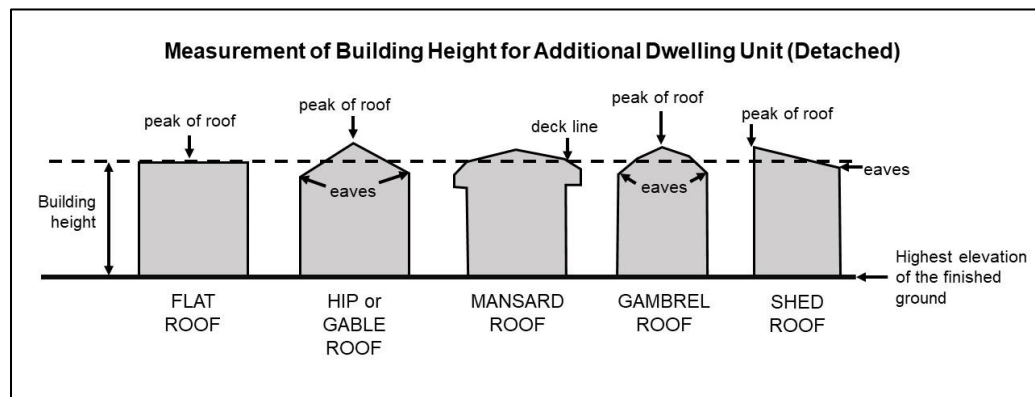 Measurement of Building Height for Additional Dwelling Unit (Detached)
peak of roof
peak of roof
deck line
peak of roof
peak of roof
eaves
eaves
eaves
Building
height
Highest elevation
of the finished
ground
FLAT
ROOF
HIP or
GABLE
ROOF
MANSARD
ROOF
GAMBREL
ROOF
SHED
ROOF